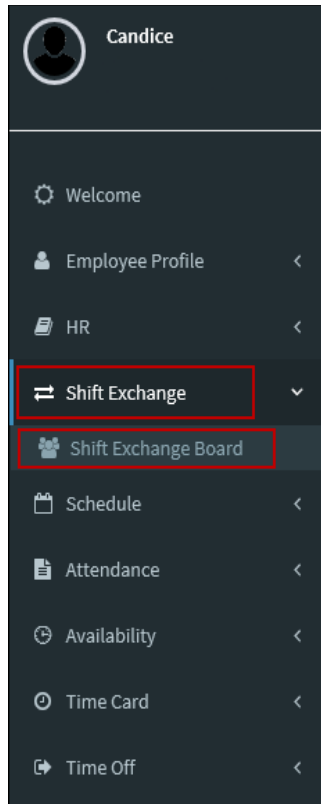 Candice
Welcome
Employee Profile
HR
Shift Exchange
Shift Exchange Board
Schedule
Attendance
Availability
Time Card
Time Off